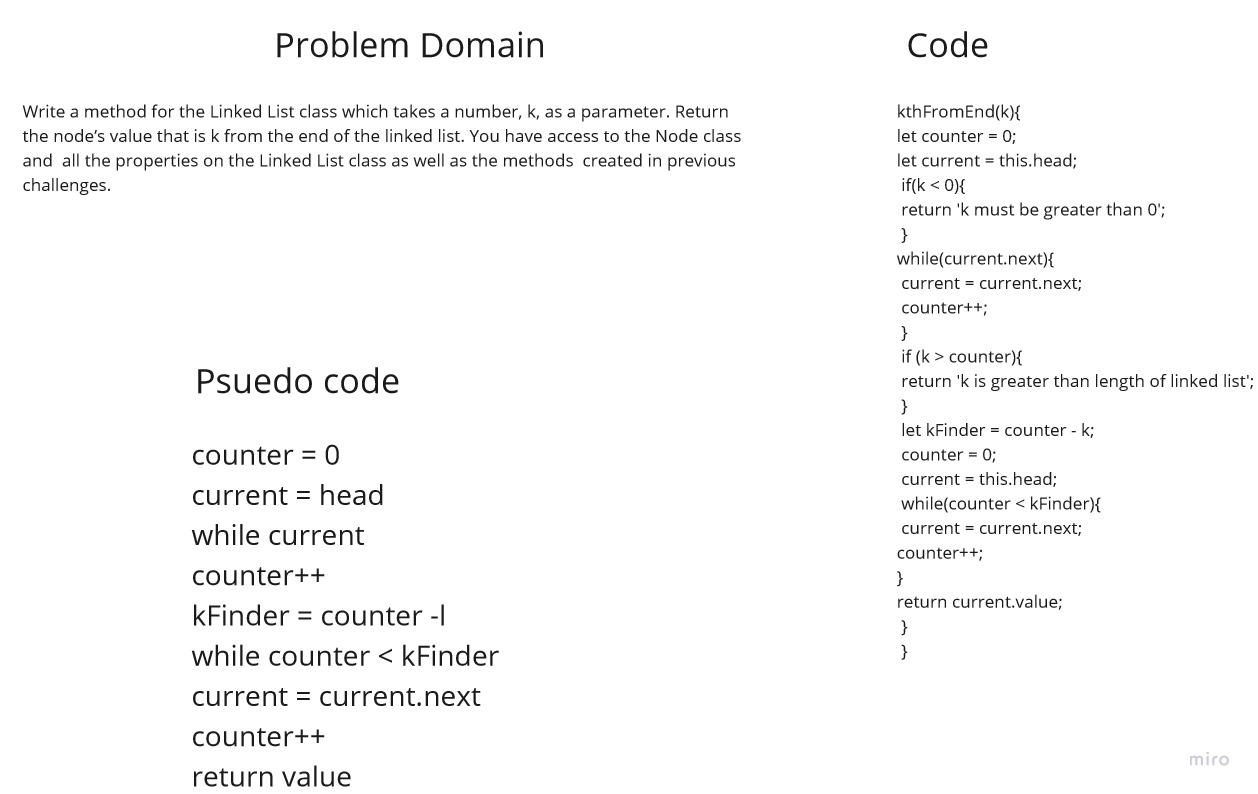 Problem Domain
Write a method for the Linked List class which takes a number, k, as a parameter. Return
the node’s value that is k from the end of the linked list. You have access to the Node class
and  all the properties on the Linked List class as well as the methods  created in previous
challenges.
Psuedo code
counter = 0
current = head
while current
counter++
kFinder = counter -l
while counter < kFinder
current = current.next
counter++
return value
Code
kthFromEnd(k){
let counter = 0;
let current = this.head;
if(k < 0){
return 'k must be greater than 0';
}
while(current.next){
current = current.next;
counter++;
}
if (k > counter){
return 'k is greater than length of linked list';
}
let kFinder = counter - k;
counter = 0;
current = this.head;
while(counter < kFinder){
current = current.next;
counter++;
}
return current.value;
}
}
miro